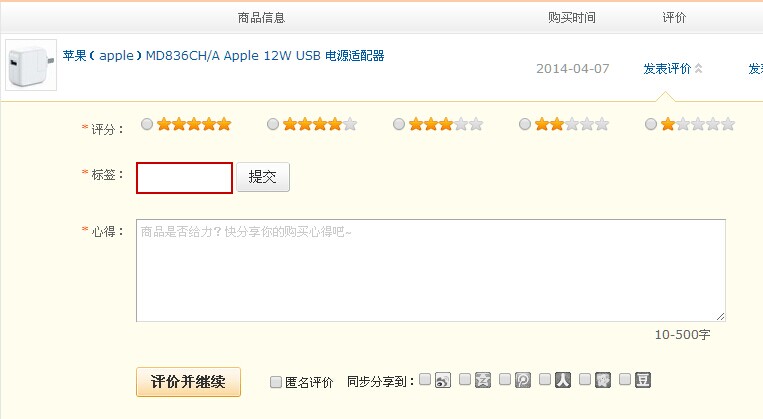 商品信息 购买时间 评价
苹果（apple）MD836CH/A Apple 12W USB 电源适配器
2014-04-07 发表评价 发
* 评分：
* 标签： 提交
* 心得： 商品是否给力？快分享你的购买心得吧~
10-500字
评价并继续 匿名评价 同步分享到： 人 豆